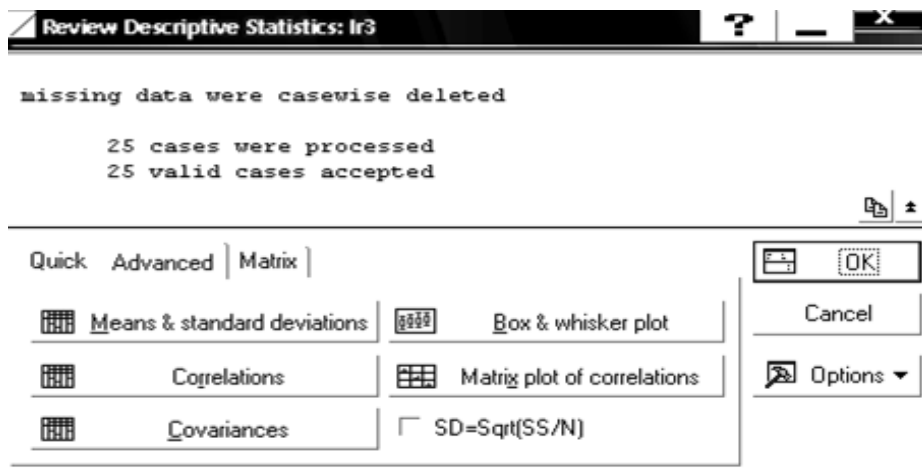 Review Descriptive Statistics: lr3
? _ X
missing data were casewise deleted
25 cases were processed
25 valid cases accepted
Quick Advanced Matrix
OK
Means & standard deviations
Box & whisker plot
Cancel
Correlations
Matrix plot of correlations
Options
Covariances
SD=Sqrt(SS/N)